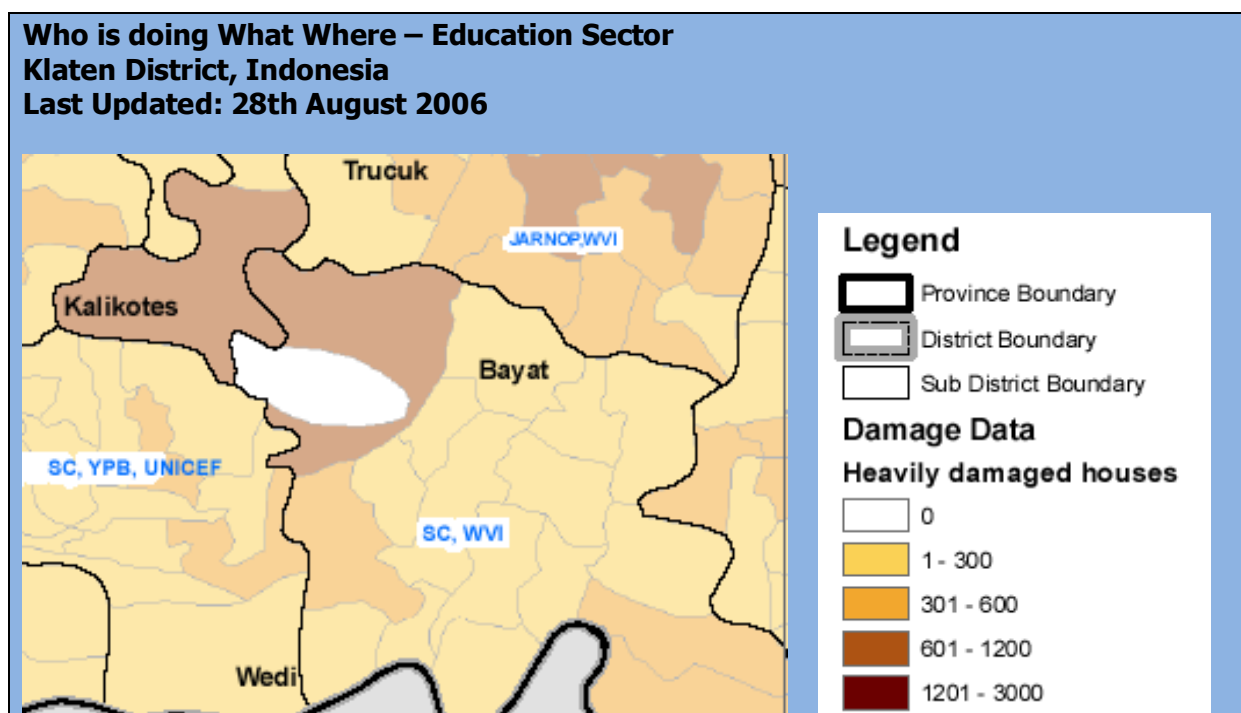 Who is doing What Where – Education Sector
Klaten District, Indonesia
Last Updated: 28th August 2006
Trucuk
JARNOP,WVI
Kalikotes
Bayat
SC, YPB, UNICEF
SC, WVI
Wedi
Legend
Province Boundary
District Boundary
Sub District Boundary
Damage Data
Heavily damaged houses
0
1 - 300
301 - 600
601 - 1200
1201 - 3000